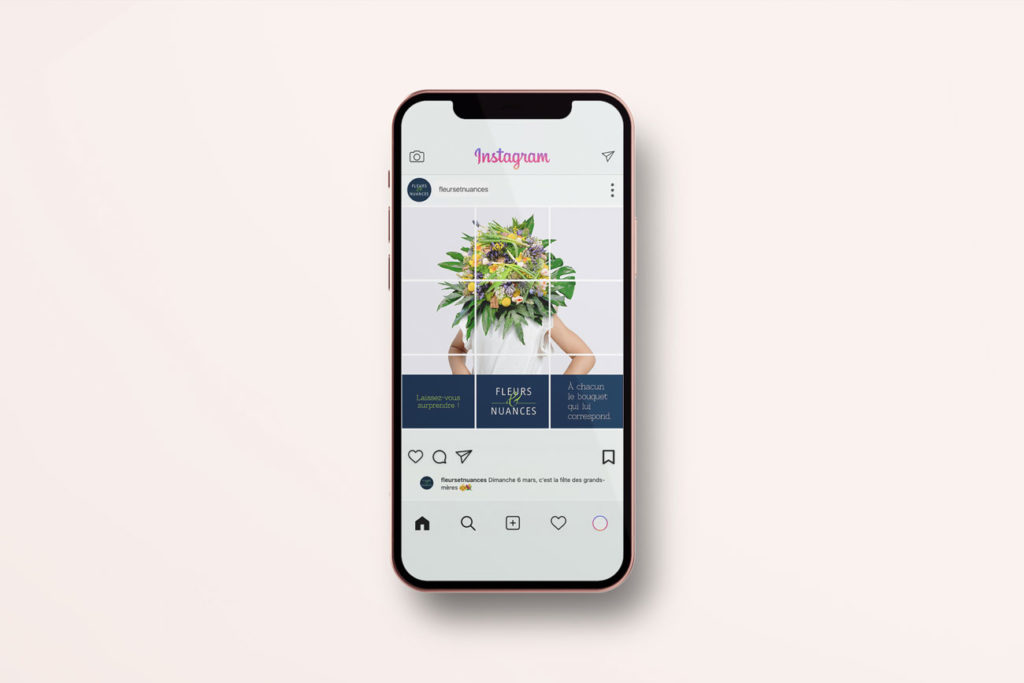 Instagram
FLEURS
&
NUANCES
fleursetnuances
Laissez-vous
surprendre !
FLEURS
&
NUANCES
À chacun
le bouquet
qui lui
correspond
fleursetnuances Dimanche 6 mars, c'est la fête des grands-
mères